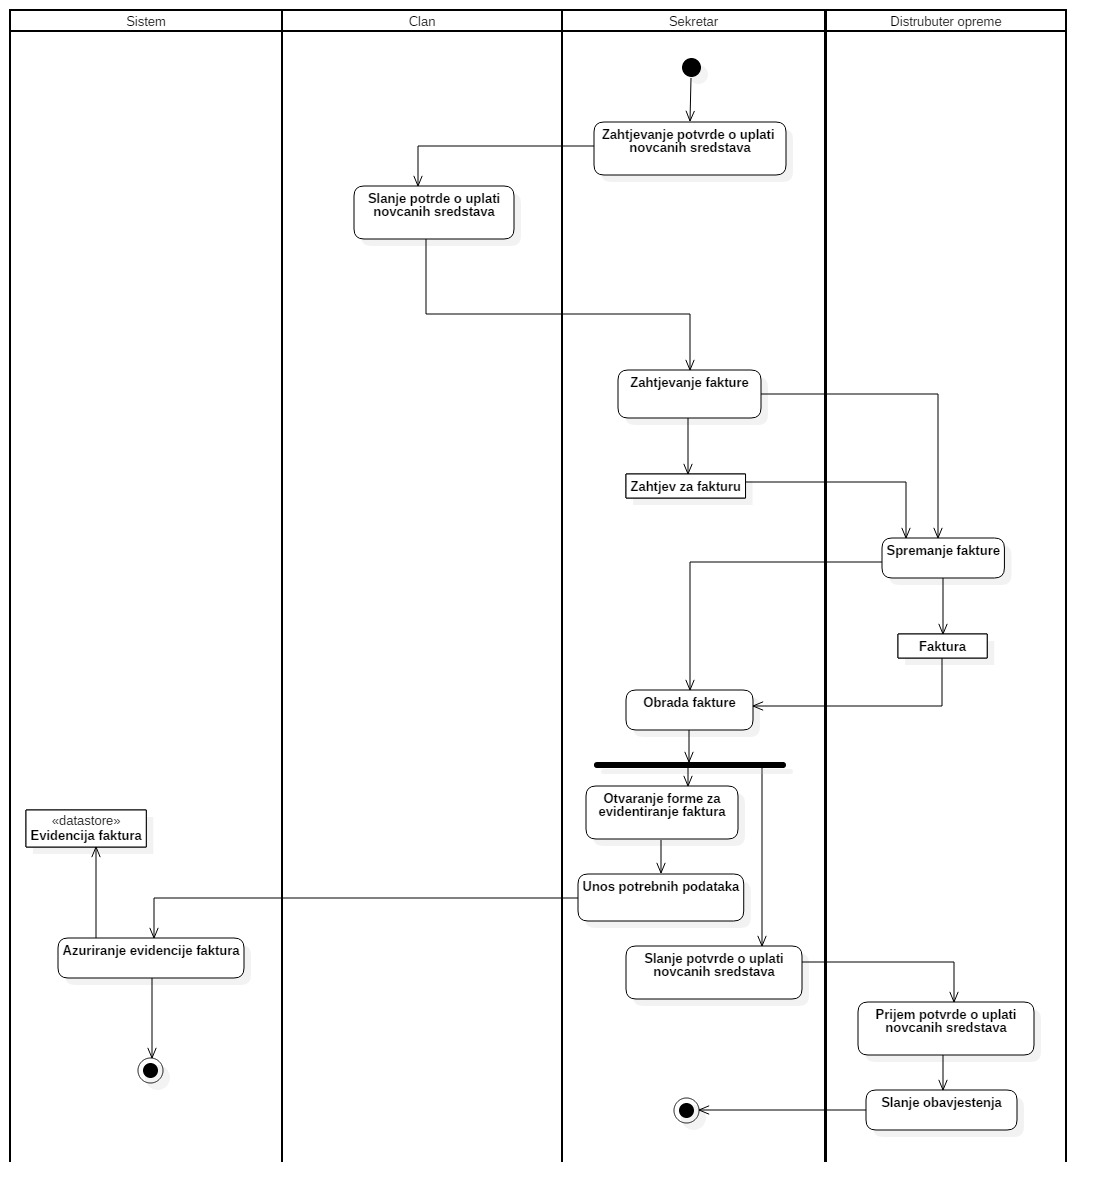 Sistem
Clan
Sekretar
Distrubuter opreme
Zahtjevanje potvrde o uplati
novcanih sredstava
Slanje potrde o uplati
novcanih sredstava
Zahtjevanje fakture
Zahtjev za fakturu
Spremanje fakture
Faktura
Obrada fakture
Otvaranje forme za
evidentiranje faktura
«datastore»
Evidencija faktura
Unos potrebnih podataka
Azuriranje evidencije faktura
Slanje potvrde o uplati
novcanih sredstava
Prijem potvrde o uplati
novcanih sredstava
Slanje obavjestenja